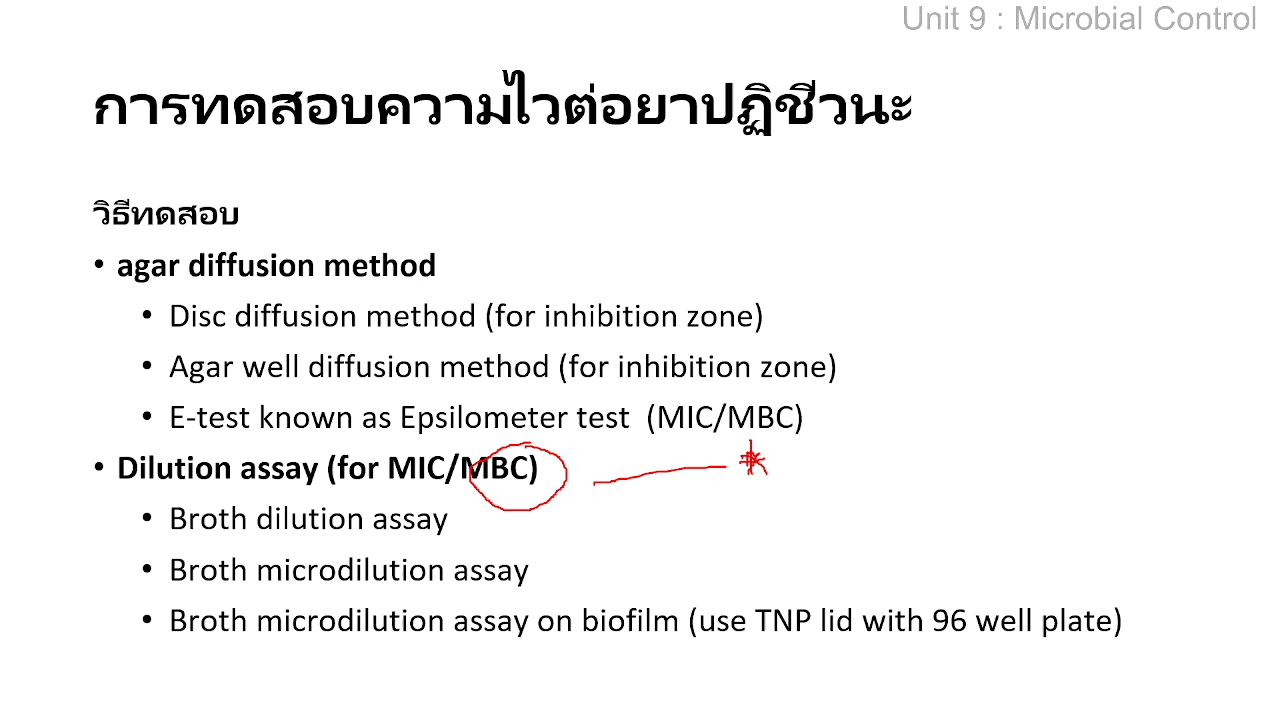 Unit 9 : Microbial Control
การทดสอบความไวต่อยาปฏิชีวนะ
วิธีทดสอบ
• agar diffusion method
• Disc diffusion method (for inhibition zone)
• Agar well diffusion method (for inhibition zone)
• E-test known as Epsilometer test (MIC/MBC)
• Dilution assay (for MIC/MBC)
• Broth dilution assay
• Broth microdilution assay
• Broth microdilution assay on biofilm (use TNP lid with 96 well plate)